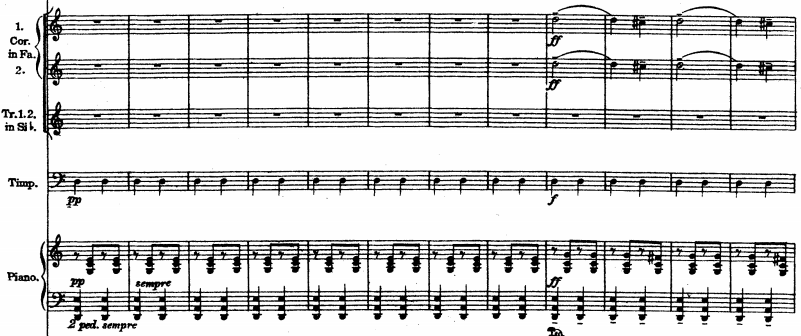 1.
Cor.
in Fa.
2.
ff
ff
Tr.1.2.
in Si♭.
Timp.
pp
f
Piano.
pp sempre
ff
2 ped. sempre
Ped.